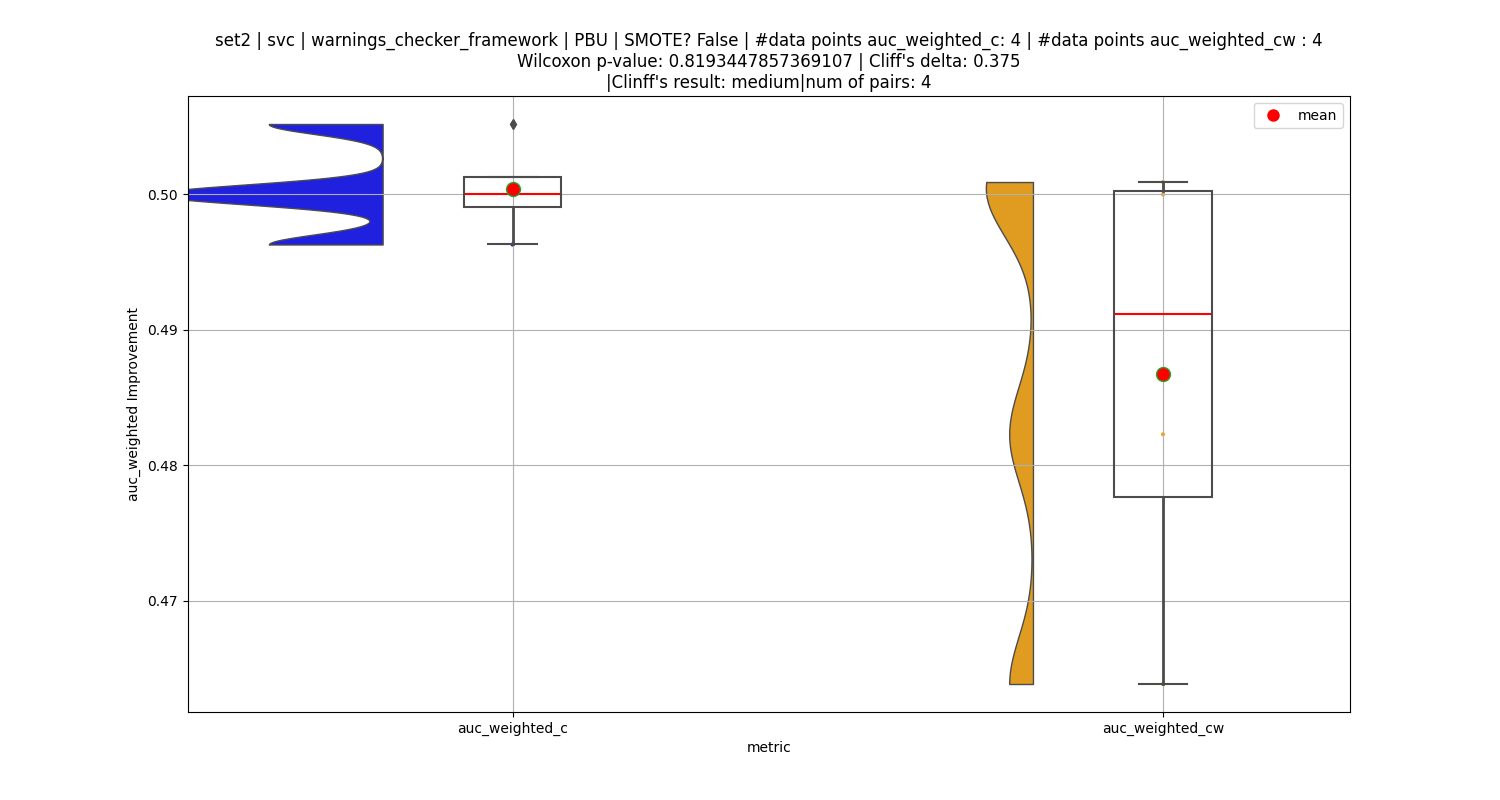 set2 | svc | warnings_checker_framework | PBU | SMOTE? False | #data points auc_weighted_c: 4 | #data points auc_weighted_cw : 4
Wilcoxon p-value: 0.8193447857369107 | Cliff's delta: 0.375
|Clinff's result: medium|num of pairs: 4
mean
0.50
0.49
0.48
0.47
auc_weighted Improvement
auc_weighted_c
auc_weighted_cw
metric